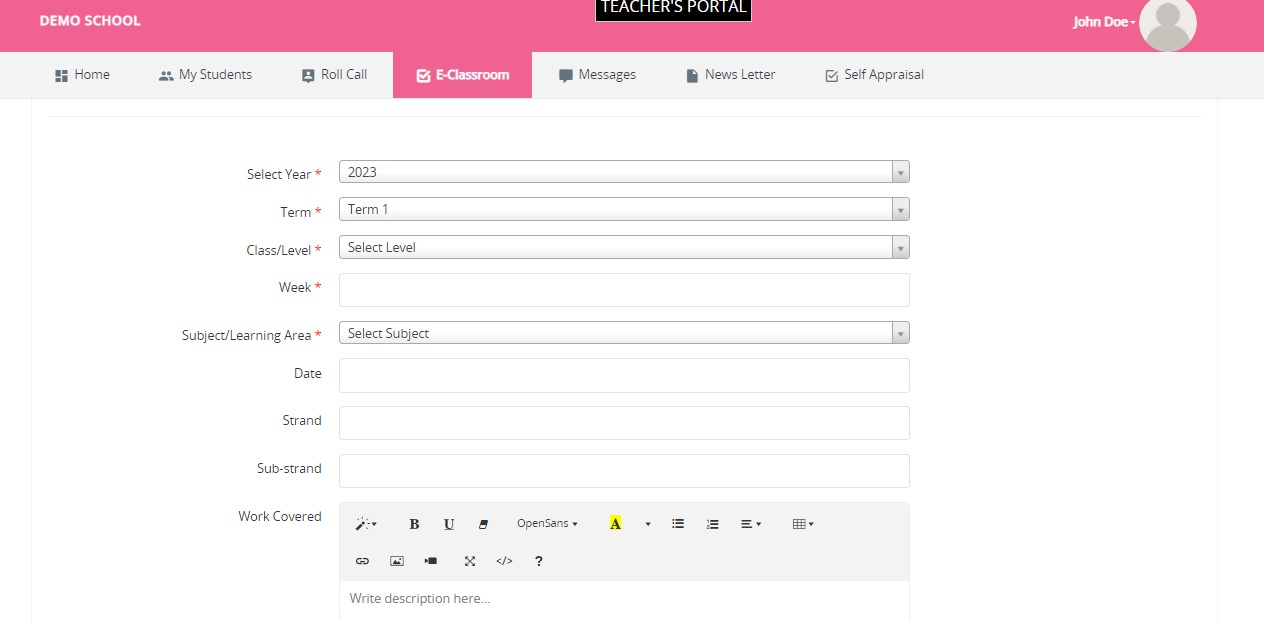 TEACHER'S PORTAL
DEMO SCHOOL
John Doe
Home My Students Roll Call E-Classroom Messages News Letter Self Appraisal
Select Year * 2023
Term * Term 1
Class/Level * Select Level
Week *
Subject/Learning Area * Select Subject
Date
Strand
Sub-strand
Work Covered
B U OpenSans A
</> ?
Write description here...